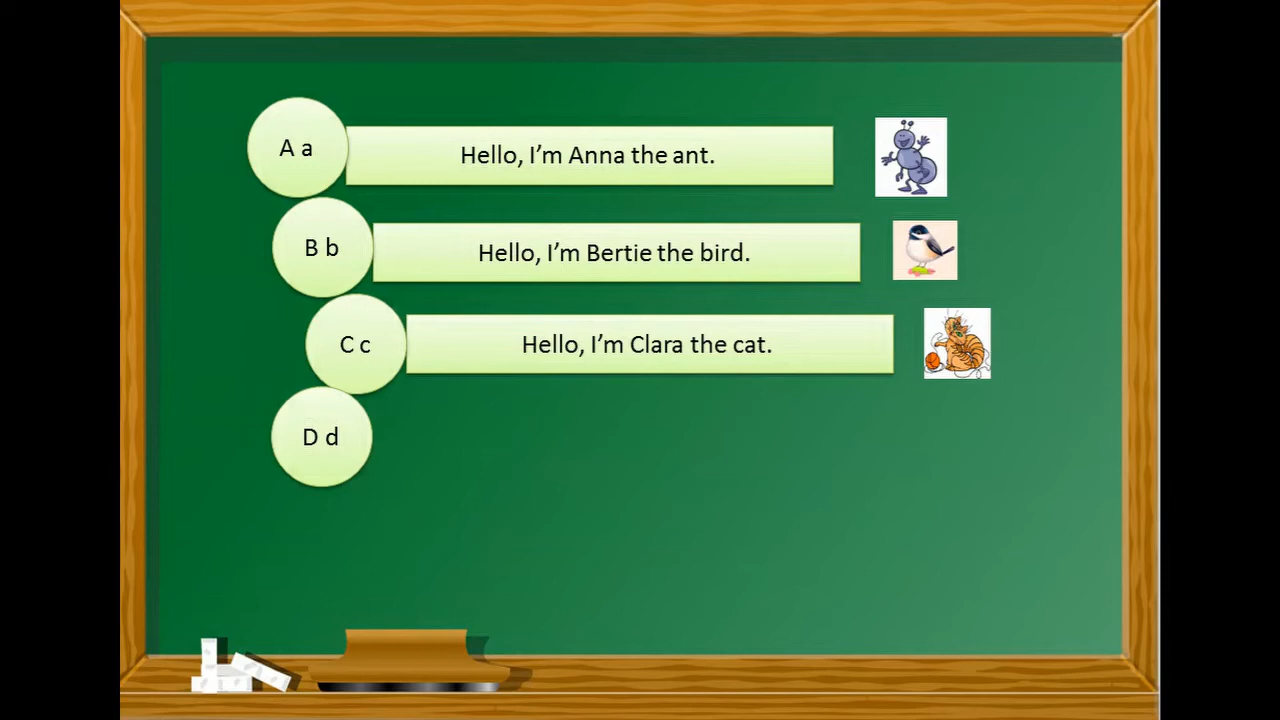 A a
Hello, I’m Anna the ant.
B b
Hello, I’m Bertie the bird.
C c
Hello, I’m Clara the cat.
D d